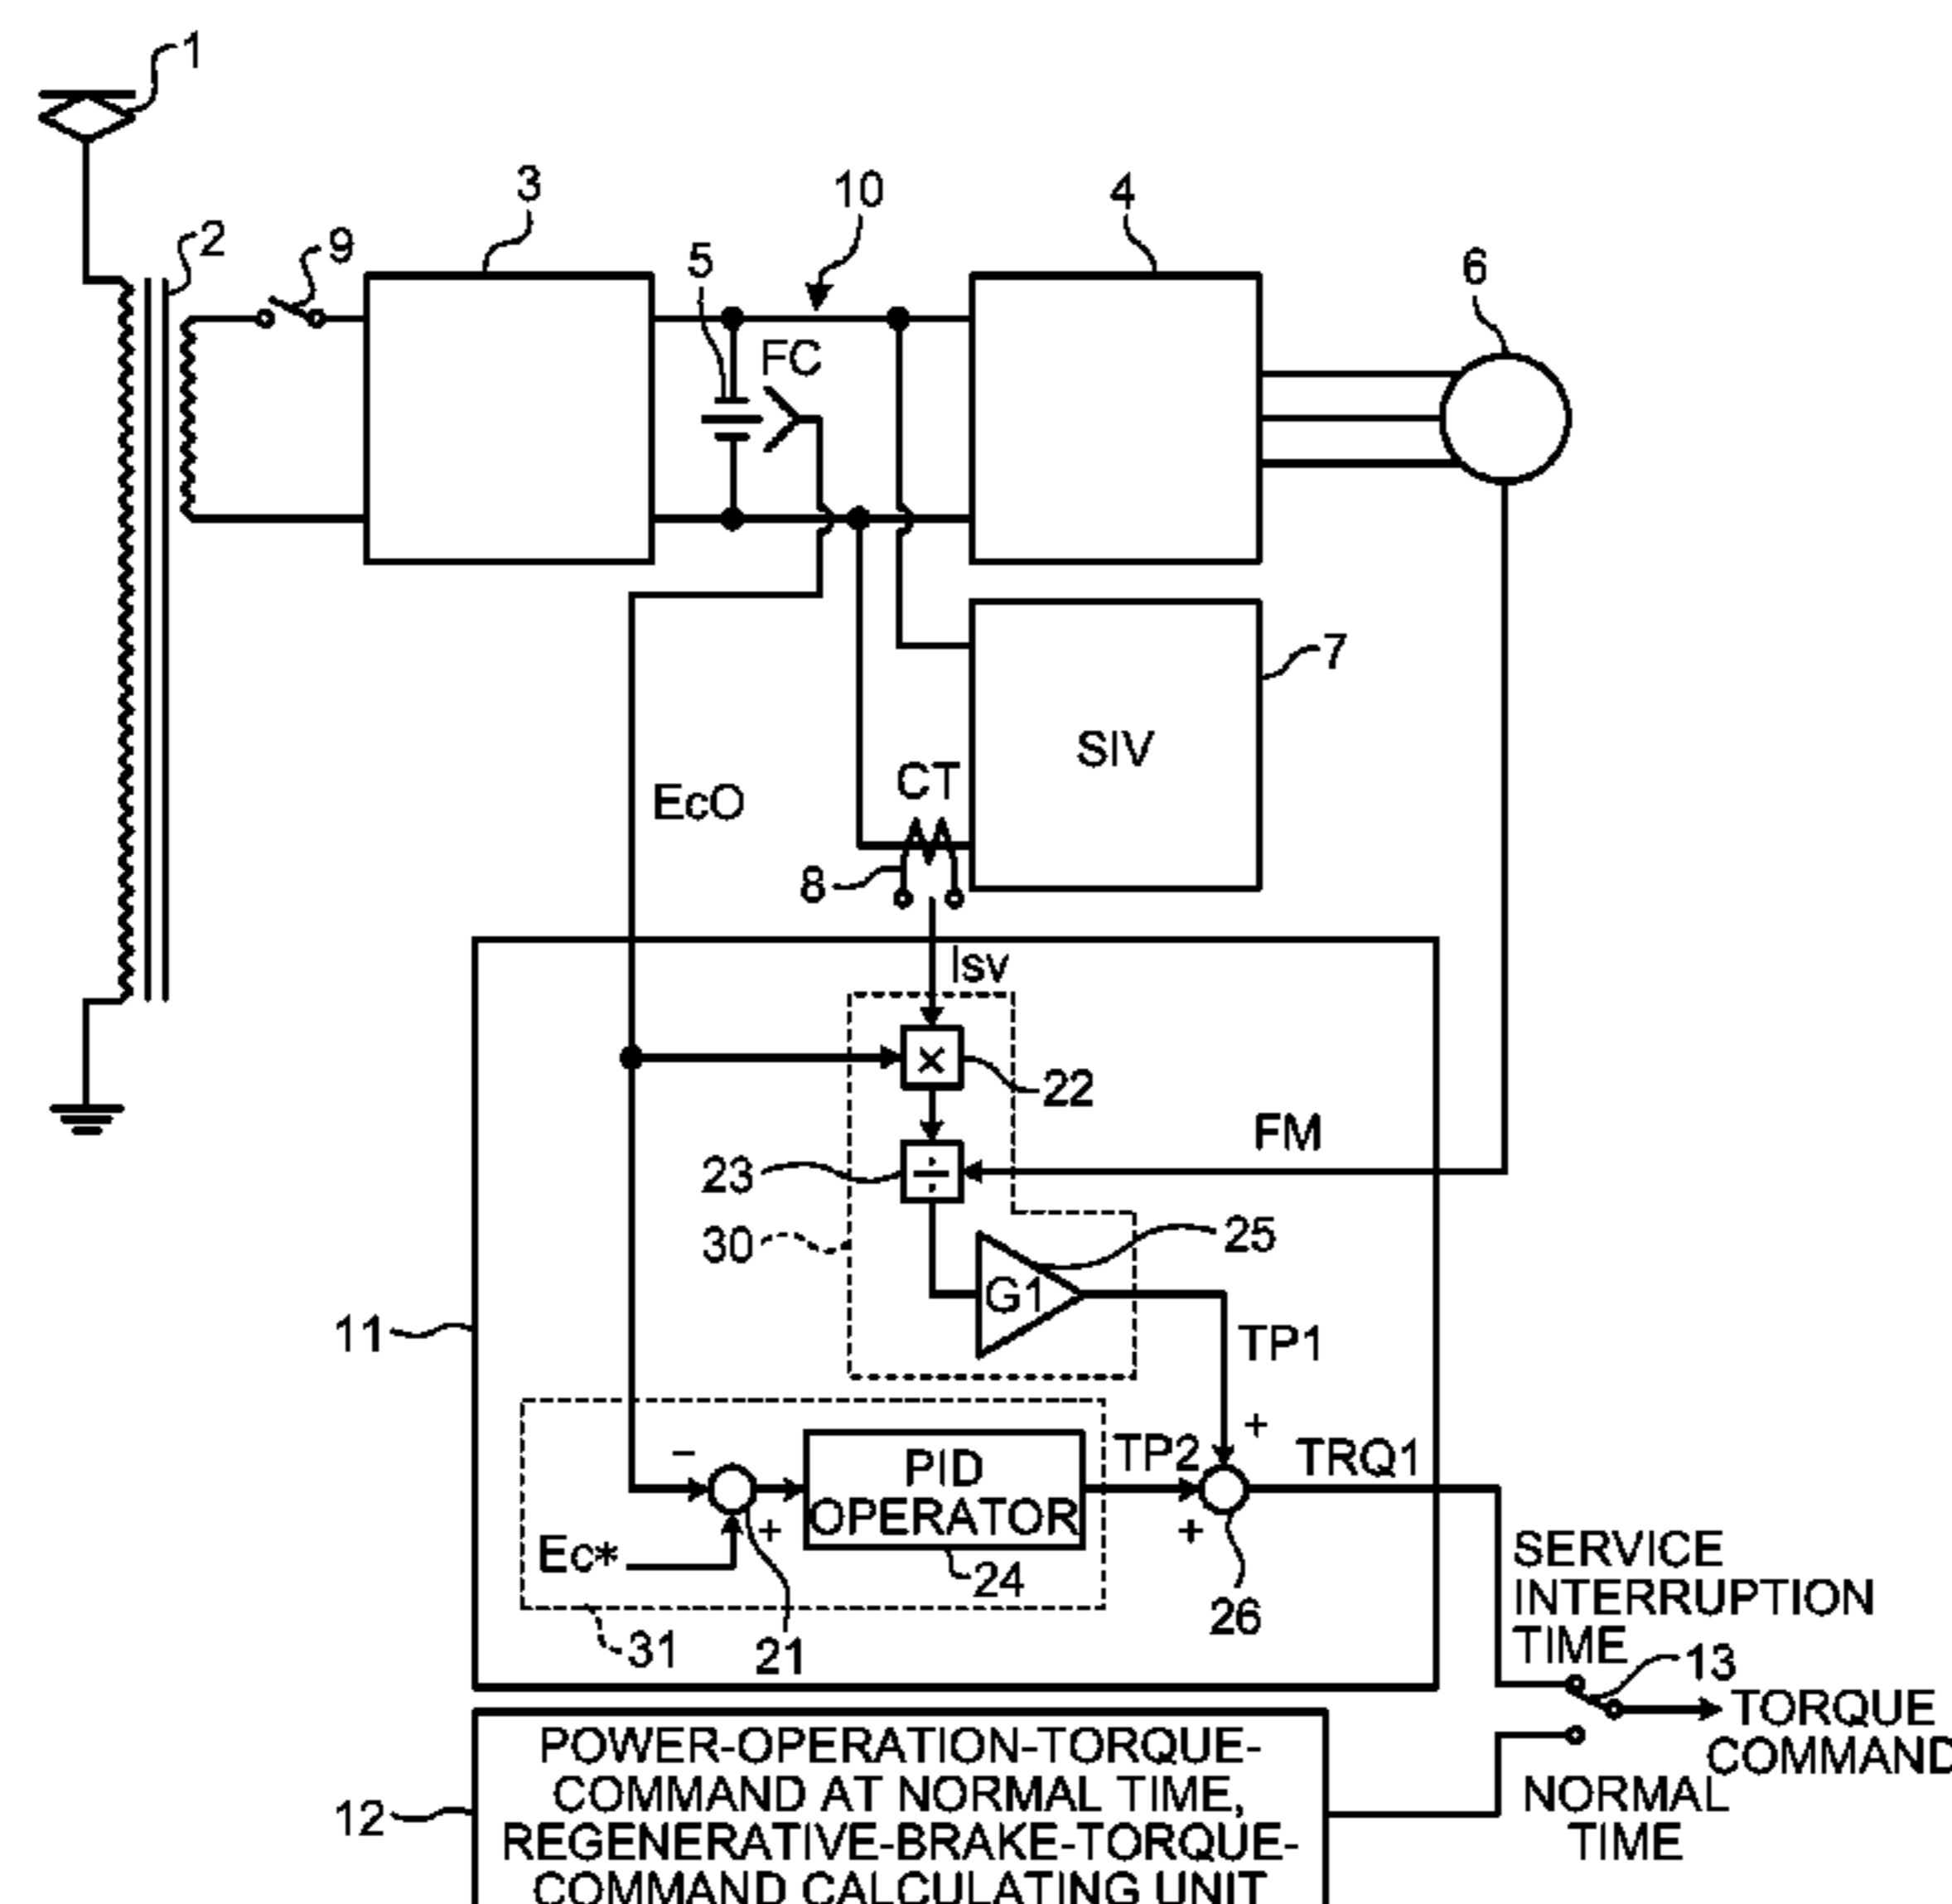 1
3
10
4
2
9
5
6
FC
7
SIV
CT
EcO
8
Isv
×
22
FM
23
÷
30
25
G1
11
TP1
+
−
PID
OPERATOR
TP2
TRQ1
+
+
Ec*
24
26
31
21
SERVICE
INTERRUPTION
TIME
13
TORQUE
COMMAND
POWER-OPERATION-TORQUE-
COMMAND AT NORMAL TIME,
REGENERATIVE-BRAKE-TORQUE-
COMMAND CALCULATING UNIT
12
NORMAL
TIME